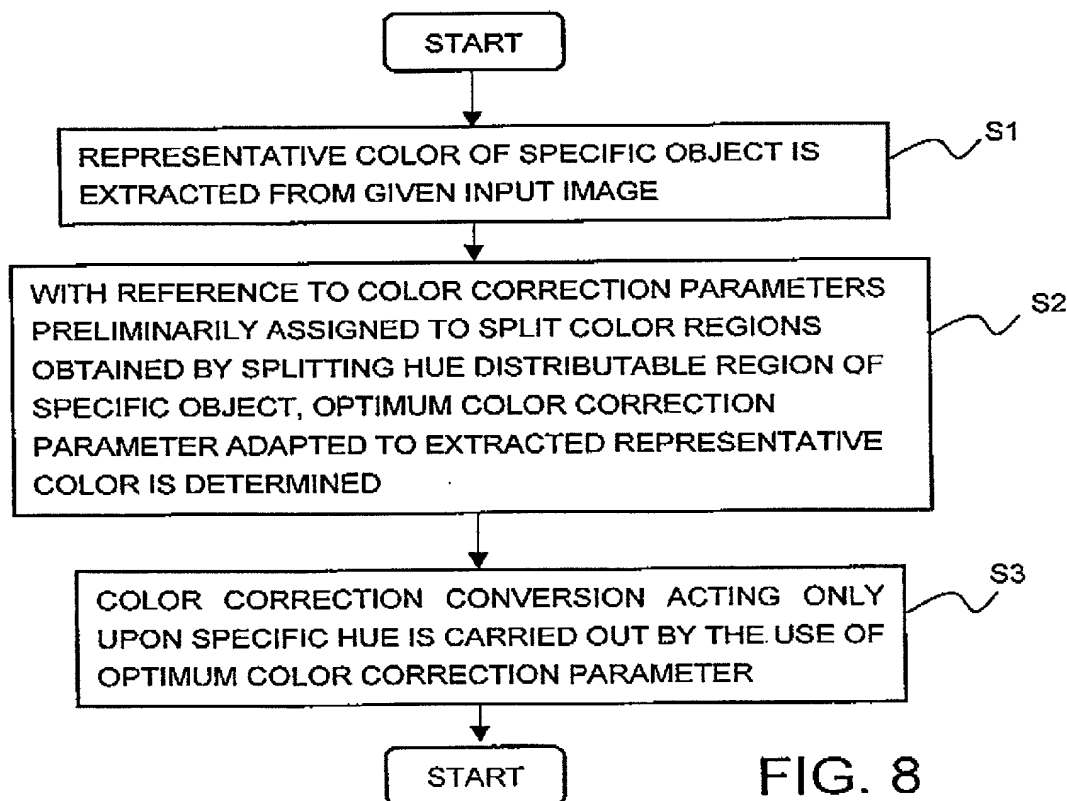 START
S1
REPRESENTATIVE COLOR OF SPECIFIC OBJECT IS
EXTRACTED FROM GIVEN INPUT IMAGE
S2
WITH REFERENCE TO COLOR CORRECTION PARAMETERS
PRELIMINARILY ASSIGNED TO SPLIT COLOR REGIONS
OBTAINED BY SPLITTING HUE DISTRIBUTABLE REGION OF
SPECIFIC OBJECT, OPTIMUM COLOR CORRECTION
PARAMETER ADAPTED TO EXTRACTED REPRESENTATIVE
COLOR IS DETERMINED
S3
COLOR CORRECTION CONVERSION ACTING ONLY
UPON SPECIFIC HUE IS CARRIED OUT BY THE USE OF
OPTIMUM COLOR CORRECTION PARAMETER
START
FIG. 8